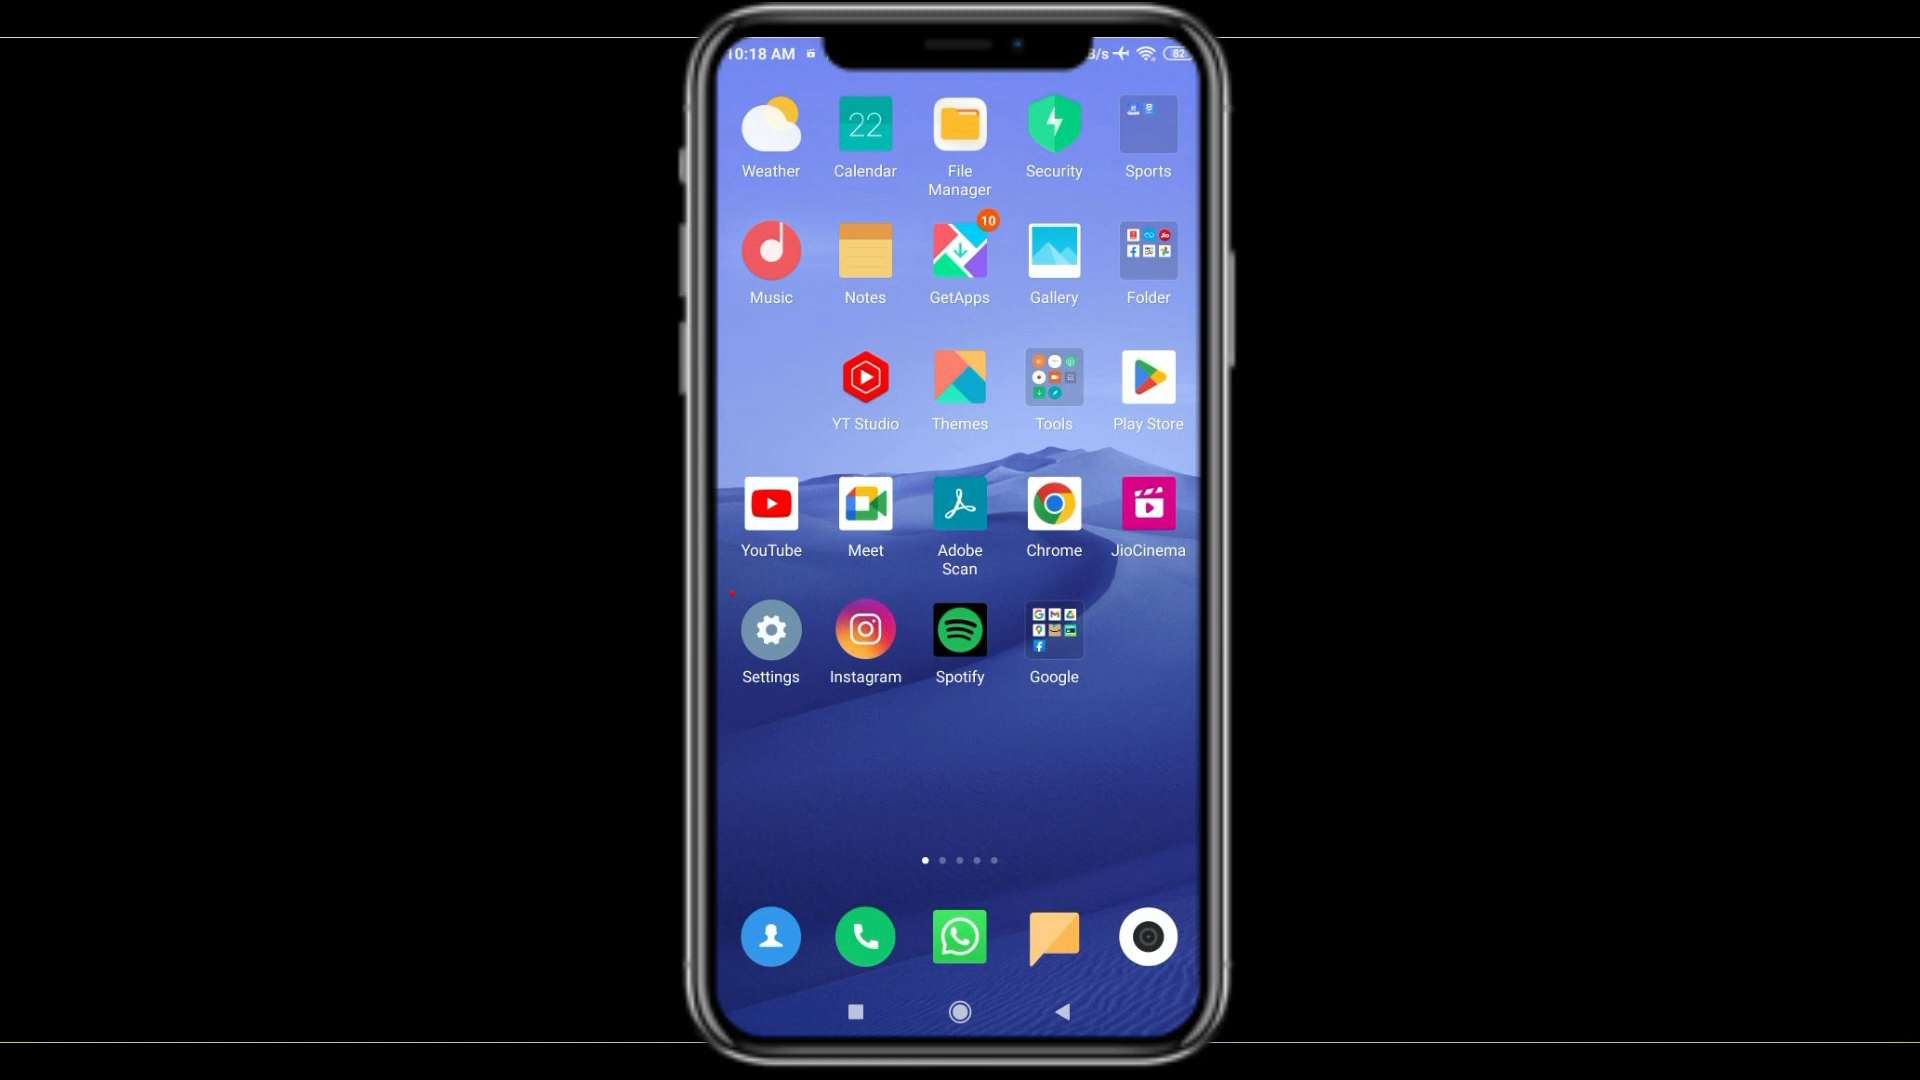 10:18 AM
B/s
82
22
Weather
Calendar
File
Manager
Security
Sports
10
Music
Notes
GetApps
Gallery
Folder
YT Studio
Themes
Tools
Play Store
YouTube
Meet
Adobe
Scan
Chrome
JioCinema
Settings
Instagram
Spotify
Google